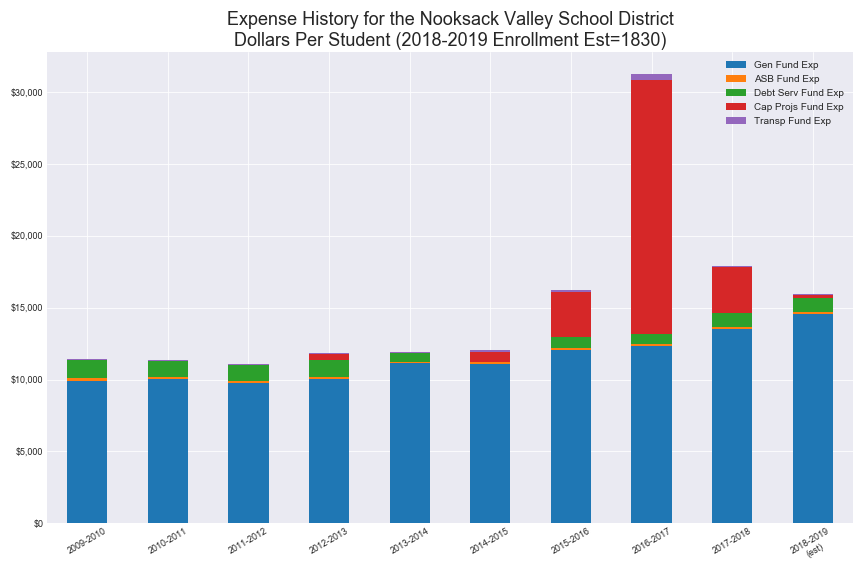 Expense History for the Nooksack Valley School District
Dollars Per Student (2018-2019 Enrollment Est=1830)
Gen Fund Exp
ASB Fund Exp
Debt Serv Fund Exp
Cap Projs Fund Exp
Transp Fund Exp
$30,000
$25,000
$20,000
$15,000
$10,000
$5,000
$0
2009-2010
2010-2011
2011-2012
2012-2013
2013-2014
2014-2015
2015-2016
2016-2017
2017-2018
2018-2019
(est)